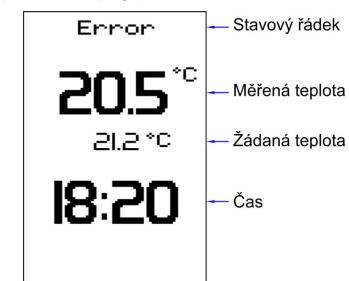 Error Stavový řádek
20.5 °C Měřená teplota
21.2 °C Žádaná teplota
18:20 Čas